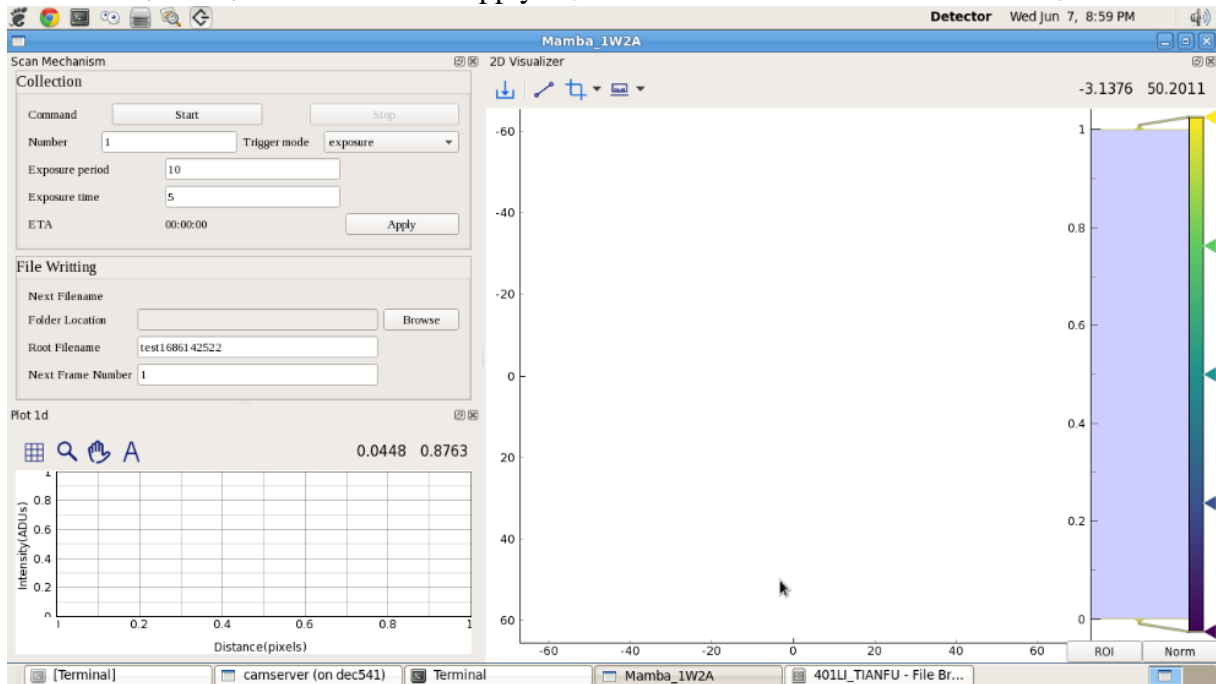 Detector Wed Jun 7, 8:59 PM
Mamba_1W2A
Scan Mechanism
Collection
Command Start Stop
Number 1 Trigger mode exposure
Exposure period 10
Exposure time 5
ETA 00:00:00 Apply
File Writting
Next Filename
Folder Location Browse
Root Filename test1686142522
Next Frame Number 1
Plot 1d
0.0448 0.8763
1
0.8
0.6
0.4
0.2
0
0.2 0.4 0.6 0.8 1
Intensity(ADUs)
Distance(pixels)
2D Visualizer
-3.1376 50.2011
-60
-40
-20
0
20
40
60
-60 -40 -20 0 20 40 60
1
0.8
0.6
0.4
0.2
0
ROI Norm
[Terminal] camserver (on dec541) Terminal Mamba_1W2A 401LI_TIANFU - File Br...